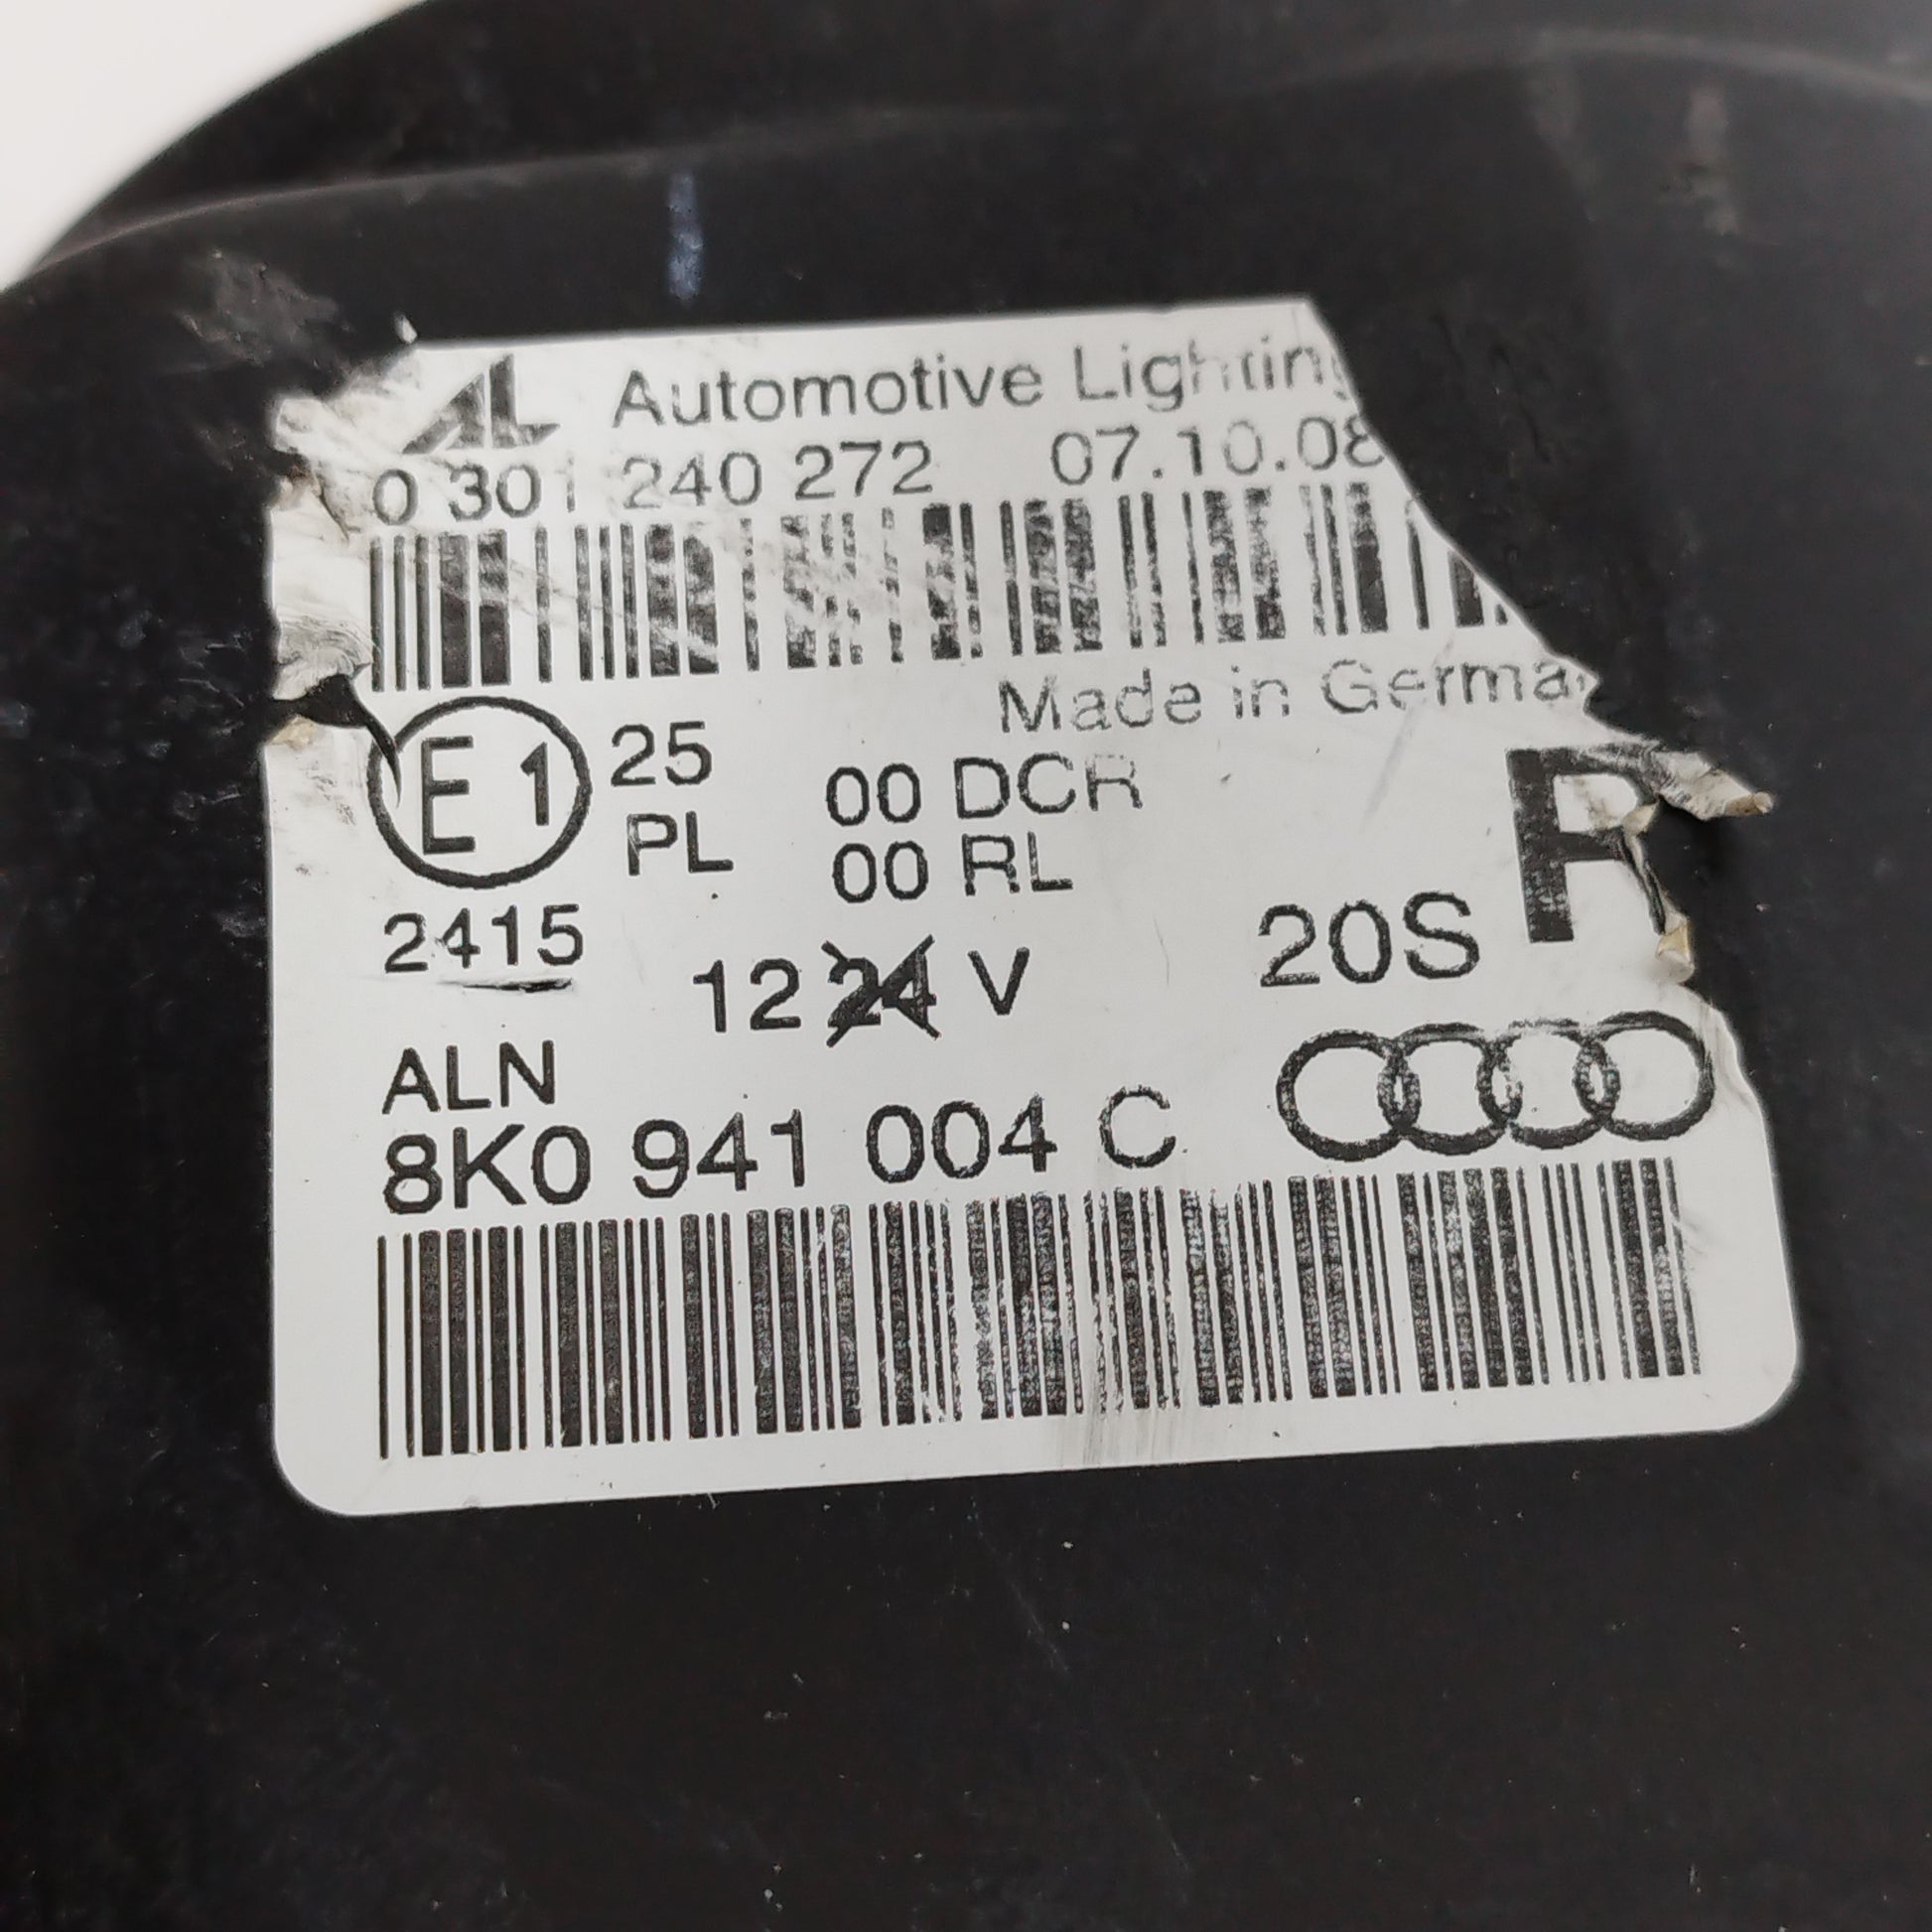 AL Automotive Lighting
0 301 240 272 07.10.08
Made in Germa
E1 25 00 DCR R
PL 00 RL
2415 12 24 V 20S
ALN
8K0 941 004 C